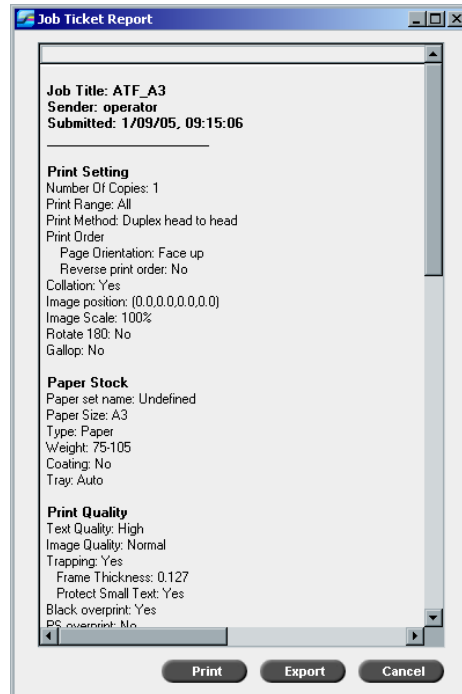 Job Ticket Report
Job Title: ATF_A3
Sender: operator
Submitted: 1/09/05, 09:15:06
Print Setting
Number Of Copies: 1
Print Range: All
Print Method: Duplex head to head
Print Order
Page Orientation: Face up
Reverse print order: No
Collation: Yes
Image position: (0.0,0.0,0.0,0.0)
Image Scale: 100%
Rotate 180: No
Gallop: No
Paper Stock
Paper set name: Undefined
Paper Size: A3
Type: Paper
Weight: 75-105
Coating: No
Tray: Auto
Print Quality
Text Quality: High
Image Quality: Normal
Trapping: Yes
Frame Thickness: 0.127
Protect Small Text: Yes
Black overprint: Yes
PS overprint: No
Print Export Cancel